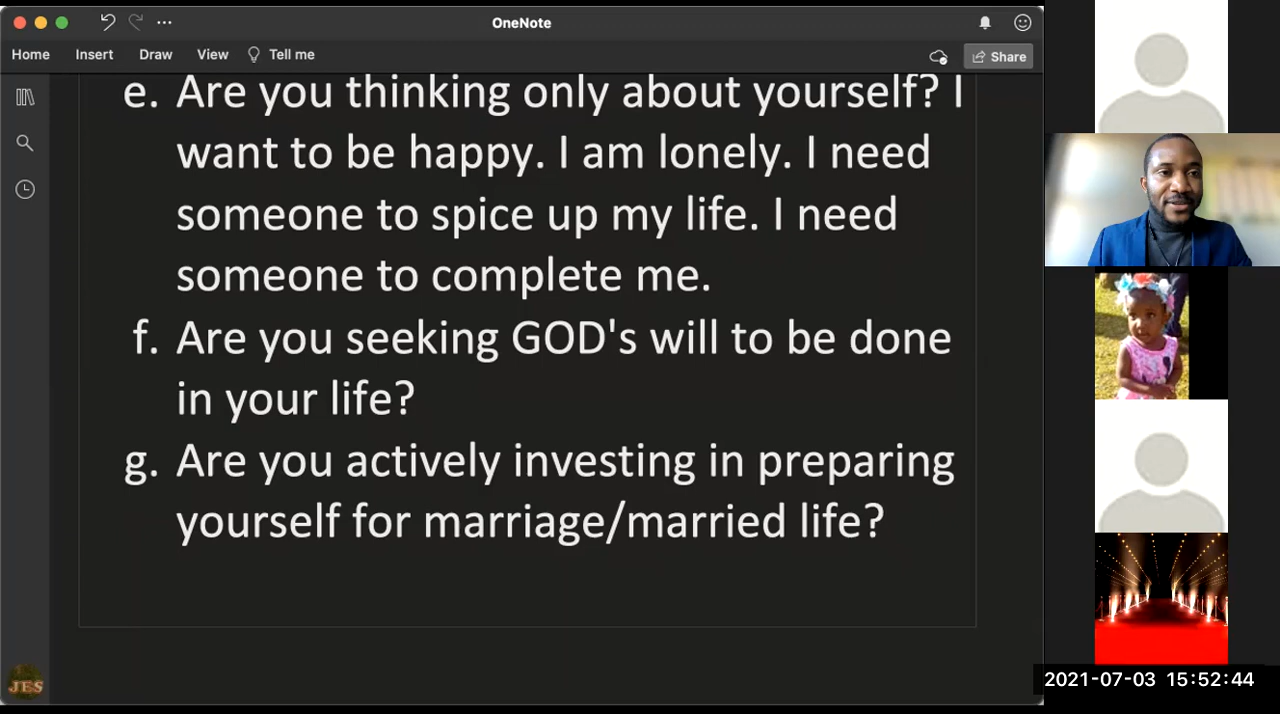 OneNote
Home Insert Draw View Tell me Share
e. Are you thinking only about yourself? I
want to be happy. I am lonely. I need
someone to spice up my life. I need
someone to complete me.
f. Are you seeking GOD's will to be done
in your life?
g. Are you actively investing in preparing
yourself for marriage/married life?
JES
2021-07-03 15:52:44